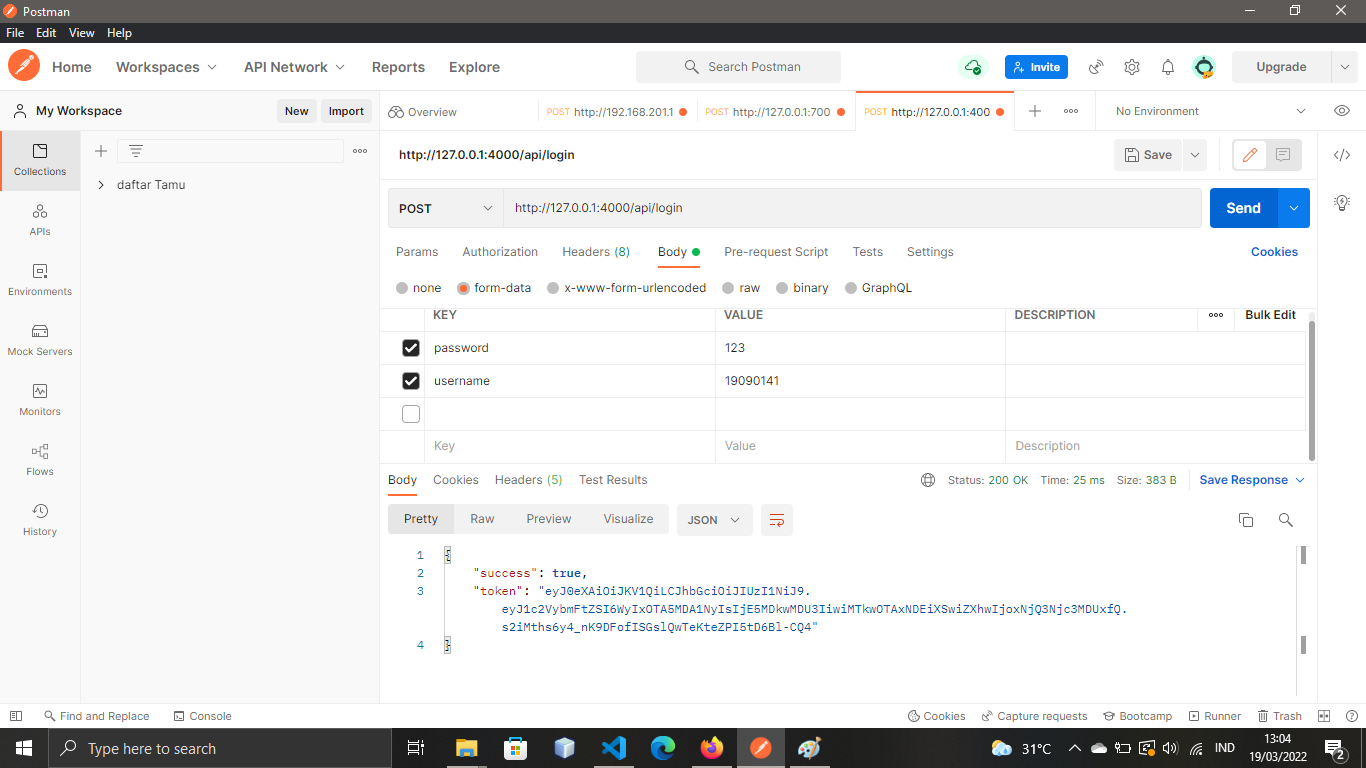 Postman
File Edit View Help
Home Workspaces API Network Reports Explore Search Postman Invite Upgrade
My Workspace New Import Overview POST http://192.168.201.1 POST http://127.0.0.1:700 POST http://127.0.0.1:400 No Environment
Collections
APIs
Environments
Mock Servers
Monitors
Flows
History
daftar Tamu
http://127.0.0.1:4000/api/login Save
POST http://127.0.0.1:4000/api/login Send
Params Authorization Headers (8) Body Pre-request Script Tests Settings Cookies
none form-data x-www-form-urlencoded raw binary GraphQL
KEY VALUE DESCRIPTION Bulk Edit
password 123
username 19090141
Key Value Description
Body Cookies Headers (5) Test Results Status: 200 OK Time: 25 ms Size: 383 B Save Response
Pretty Raw Preview Visualize JSON
1 {
2 "success": true,
3 "token": "eyJ0eXAiOiJKV1QiLCJhbGciOiJIUzI1NiJ9.
eyJ1c2VybmFtZSI6WyIxOTA5MDA1NyIsIjE5MDkwMDU3IiwiMTkwOTAxNDEiXSwiZXhwIjoxNjQ3Njc3MDUxfQ.
s2iMths6y4_nK9DFofISGslQwTeKteZPI5tD6Bl-CQ4"
4 }
Find and Replace Console Cookies Capture requests Bootcamp Runner Trash
Type here to search 31°C IND 13:04
19/03/2022 2